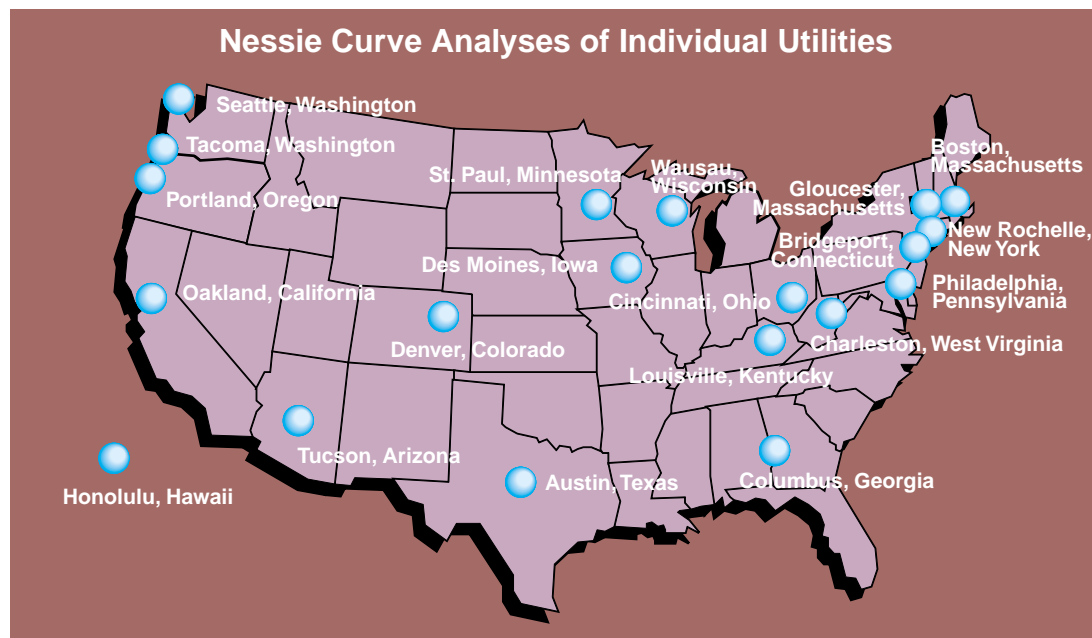 Nessie Curve Analyses of Individual Utilities
Seattle, Washington
Tacoma, Washington
Portland, Oregon
St. Paul, Minnesota
Wausau,
Wisconsin
Boston,
Massachusetts
Gloucester,
Massachusetts
New Rochelle,
New York
Bridgeport,
Connecticut
Des Moines, Iowa
Oakland, California
Cincinnati, Ohio
Philadelphia,
Pennsylvania
Denver, Colorado
Charleston, West Virginia
Louisville, Kentucky
Tucson, Arizona
Honolulu, Hawaii
Austin, Texas
Columbus, Georgia